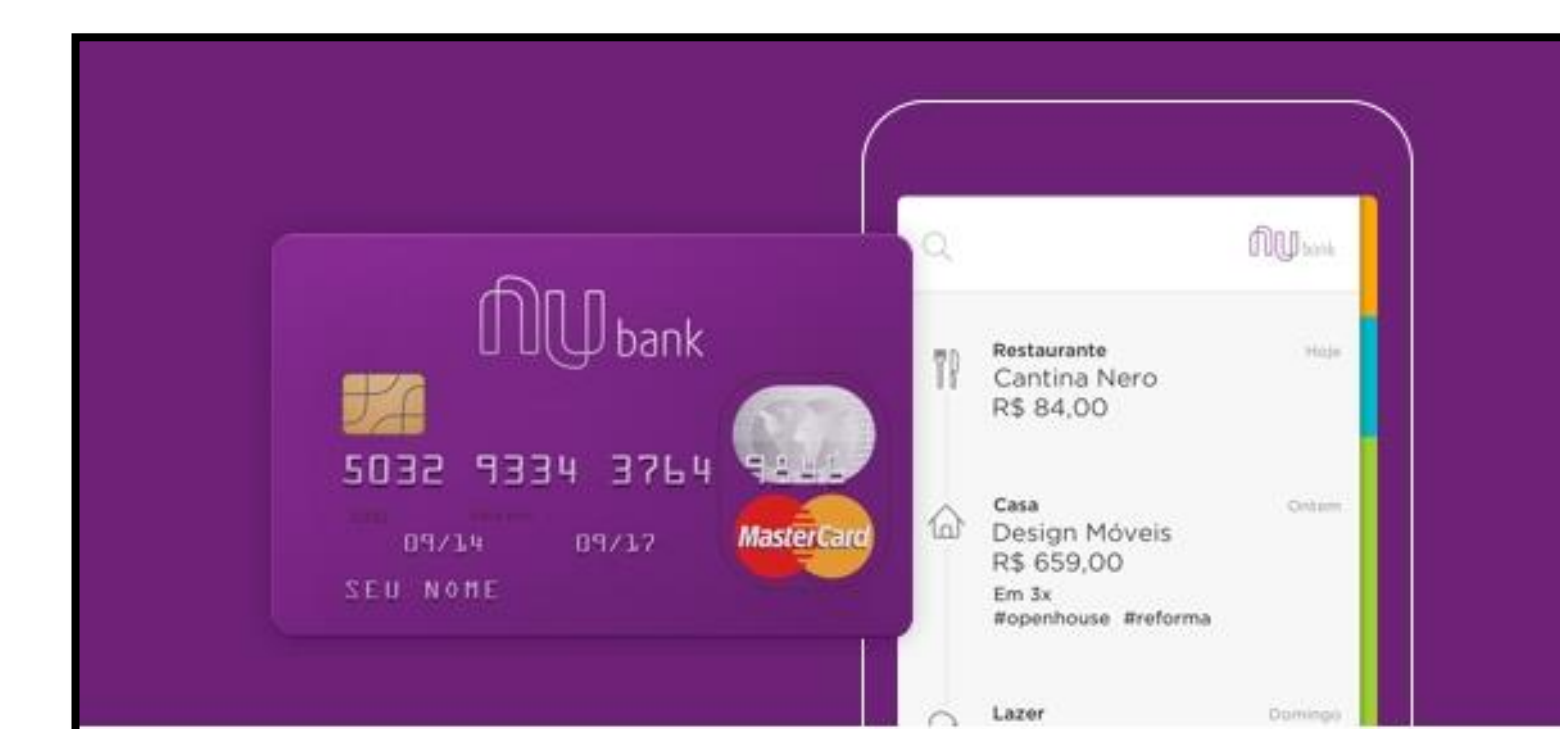 nu bank
5032 9334 3764
09/14 09/17
MasterCard
SEU NOME
nu bank
Restaurante Hoje
Cantina Nero
R$ 84,00
Casa Ontem
Design Móveis
R$ 659,00
Em 3x
#openhouse #reforma
Lazer Domingo